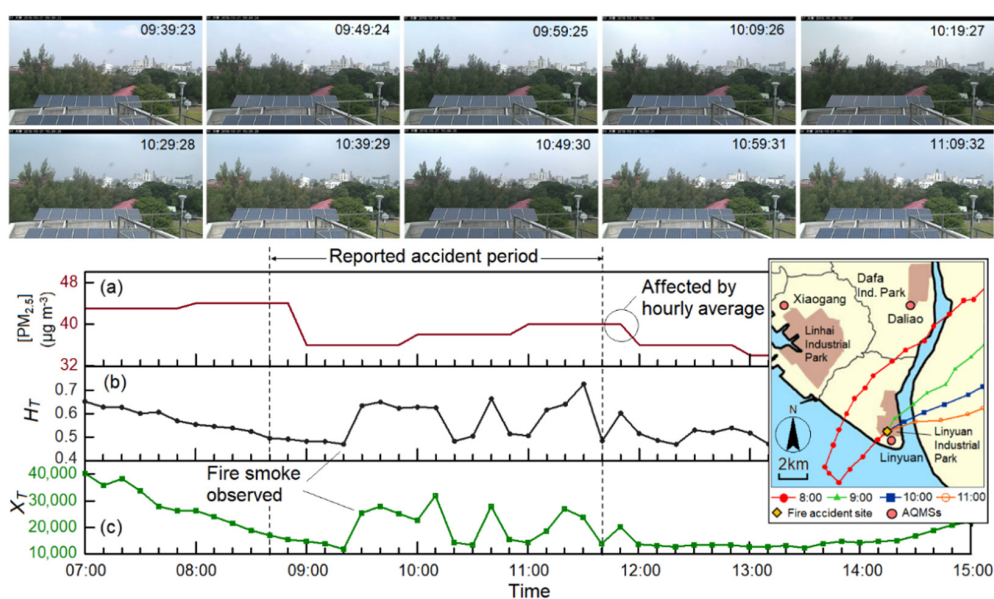 09:39:23
09:49:24
09:59:25
10:09:26
10:19:27
10:29:28
10:39:29
10:49:30
10:59:31
11:09:32
Reported accident period
(a)
[PM2.5]
(µg m-3)
48
40
32
Affected by
hourly average
(b)
HT
0.7
0.6
0.5
0.4
Fire smoke
observed
(c)
XT
40,000
30,000
20,000
10,000
07:00
08:00
09:00
10:00
11:00
12:00
13:00
14:00
15:00
Time
Dafa
Ind. Park
Xiaogang
Daliao
Linhai
Industrial
Park
N
2km
Linyuan
Industrial
Park
Linyuan
8:00
9:00
10:00
11:00
Fire accident site
AQMSs